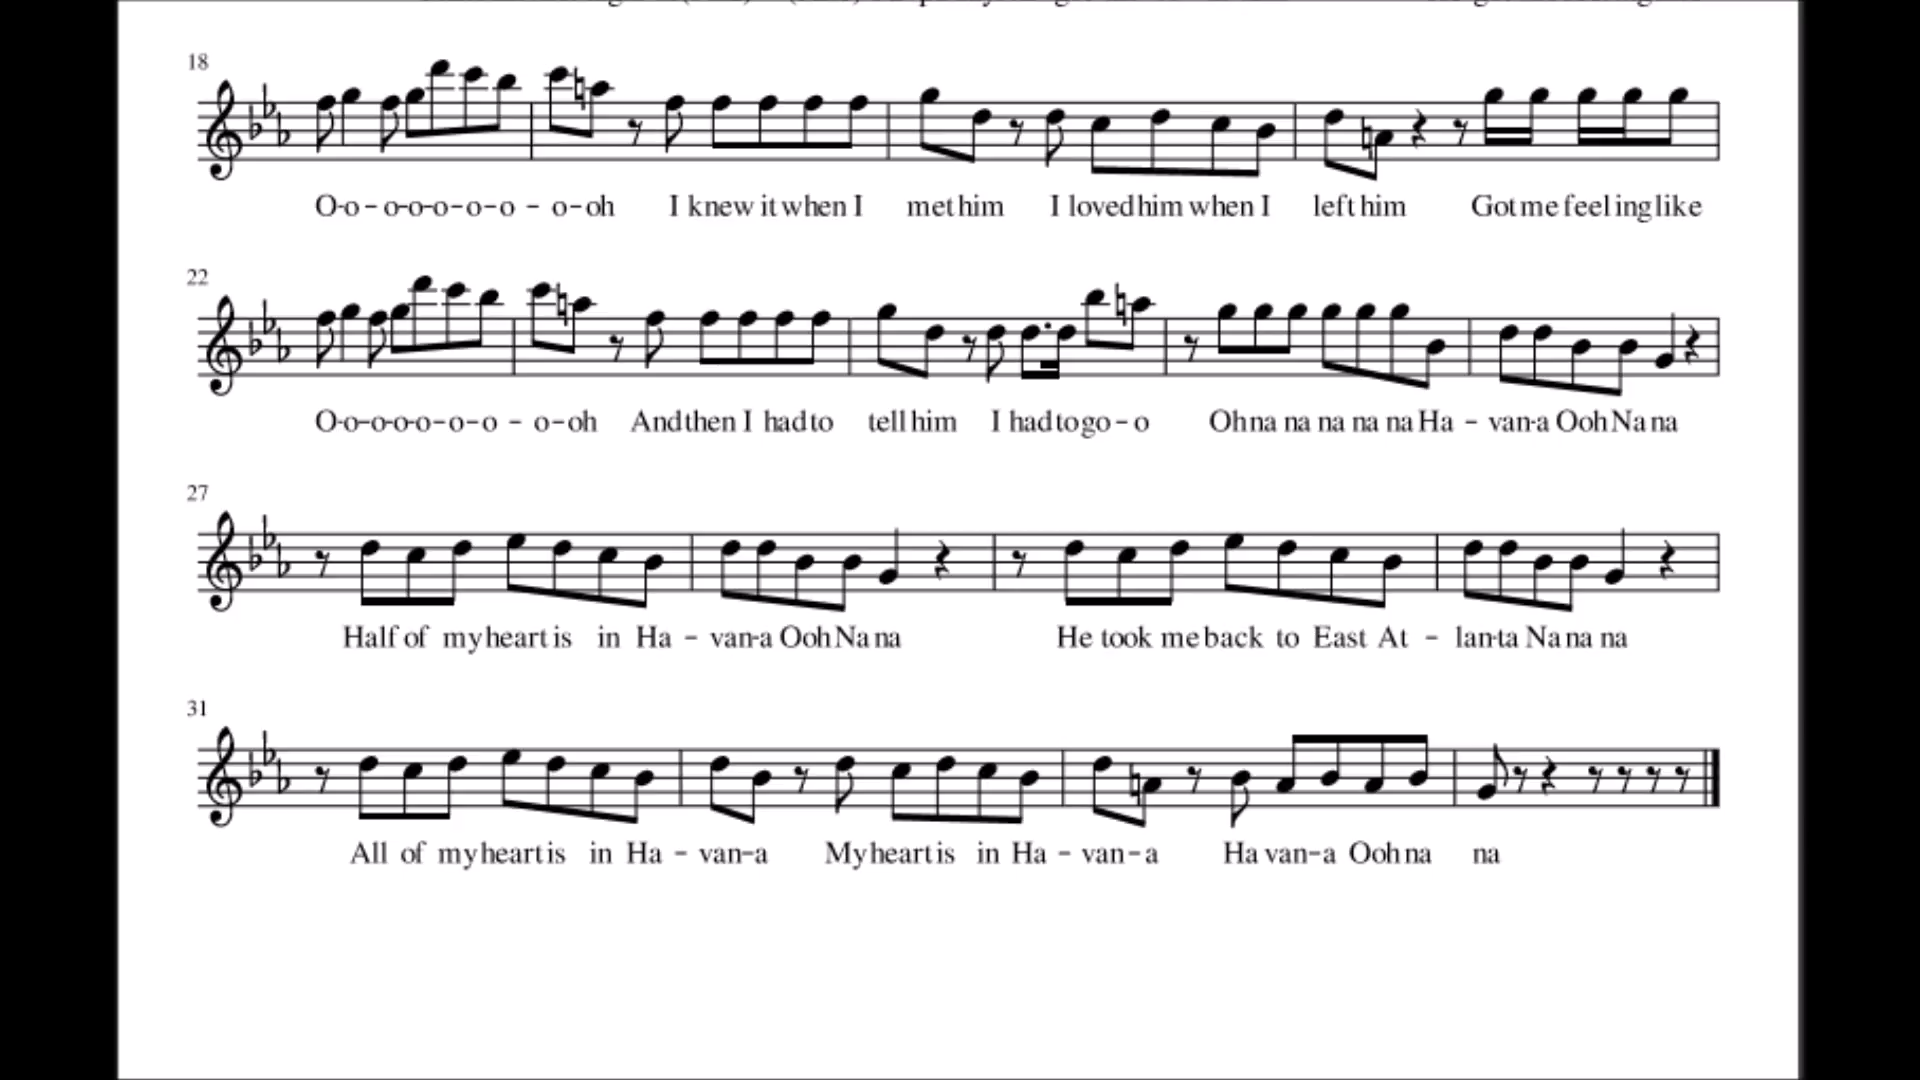 18
O-o-o-o-o-o-o - o-oh I knew it when I met him I loved him when I left him Got me feel ing like
22
O-o-o-o-o-o-o - o-oh And then I had to tell him I had to go-o Oh na na na na na Ha - van-a Ooh Na na
27
Half of my heart is in Ha - van-a Ooh Na na He took me back to East At - lan-ta Na na na
31
All of my heart is in Ha - van-a My heart is in Ha - van-a Ha van-a Ooh na na